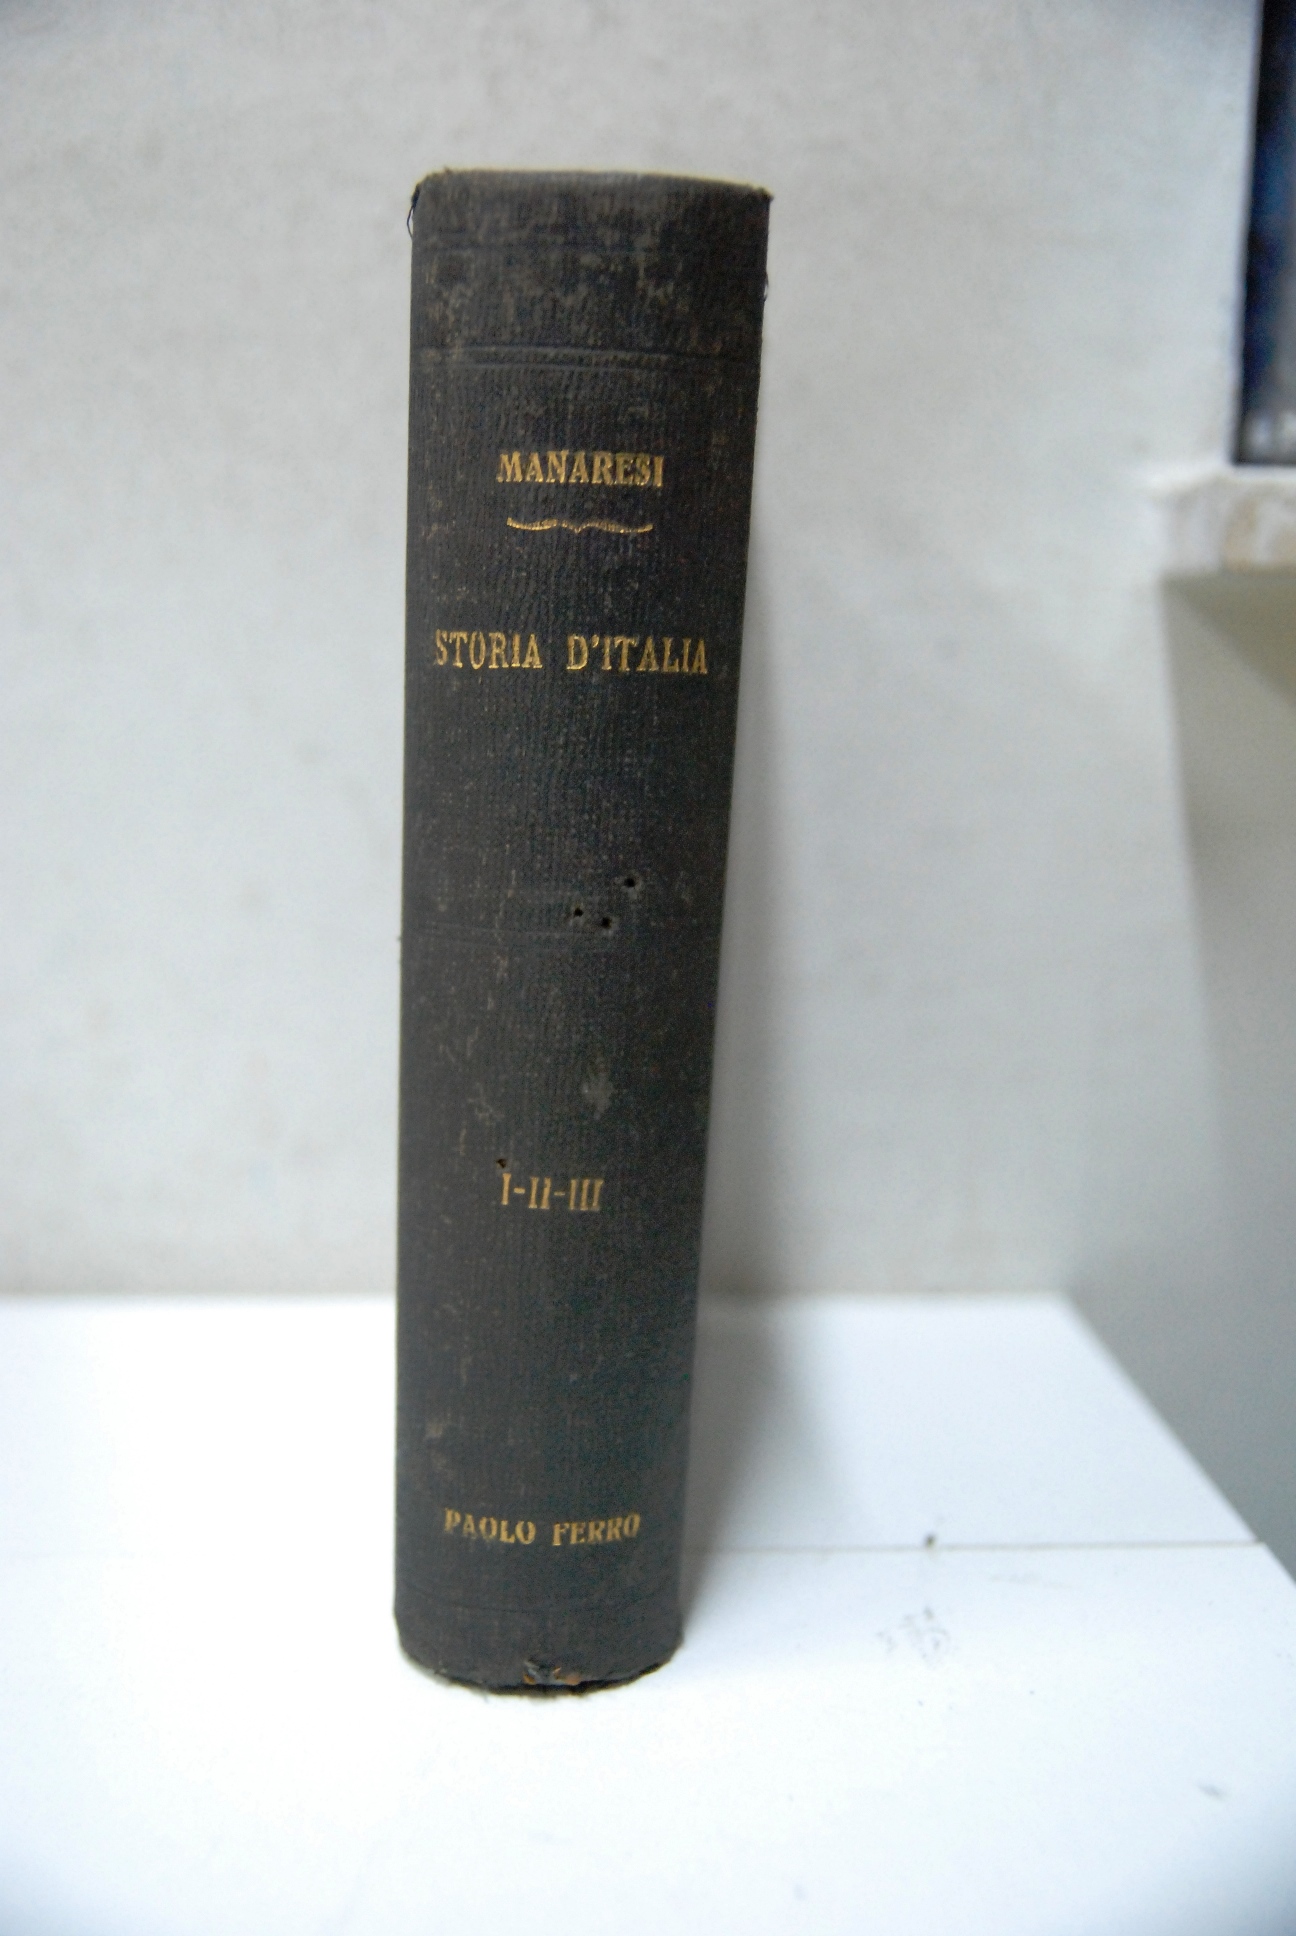 MANARESI
STORIA D'ITALIA
I-II-III
PAOLO FERRO